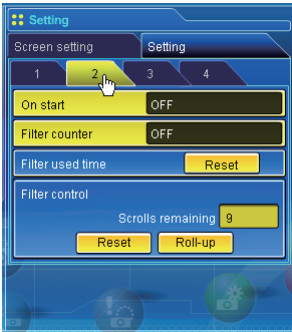 Setting
Screen setting Setting
1 2 3 4
On start OFF
Filter counter OFF
Filter used time Reset
Filter control
Scrolls remaining 9
Reset Roll-up